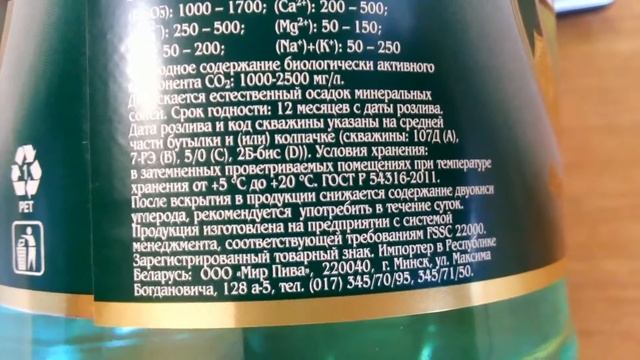 1000 – 1700; (Ca²⁺): 200 – 500;
250 – 500; (Mg²⁺): 50 – 150;
50 – 200; (Na⁺)+(K⁺): 50 – 250
содержание биологически активного
CO₂: 1000-2500 мг/л.
естественный осадок минеральных
Срок годности: 12 месяцев с даты розлива.
Дата розлива и код скважины указаны на средней
части бутылки и (или) колпачке (скважины: 107Д (А),
7-РЭ (В), 5/0 (С), 2Б-бис (D)). Условия хранения:
в затемненных проветриваемых помещениях при температуре
хранения от +5 °С до +20 °С. ГОСТ Р 54316-2011.
После вскрытия в продукции снижается содержание двуокиси
углерода, рекомендуется употребить в течение суток.
Продукция изготовлена на предприятии с системой
менеджмента, соответствующей требованиям FSSC 22000.
Зарегистрированный товарный знак. Импортер в Республике
Беларусь: ООО «Мир Пива», 220040, г. Минск, ул. Максима
Богдановича, 128 а-5, тел. (017) 345/70/95, 345/71/50.
1
PET